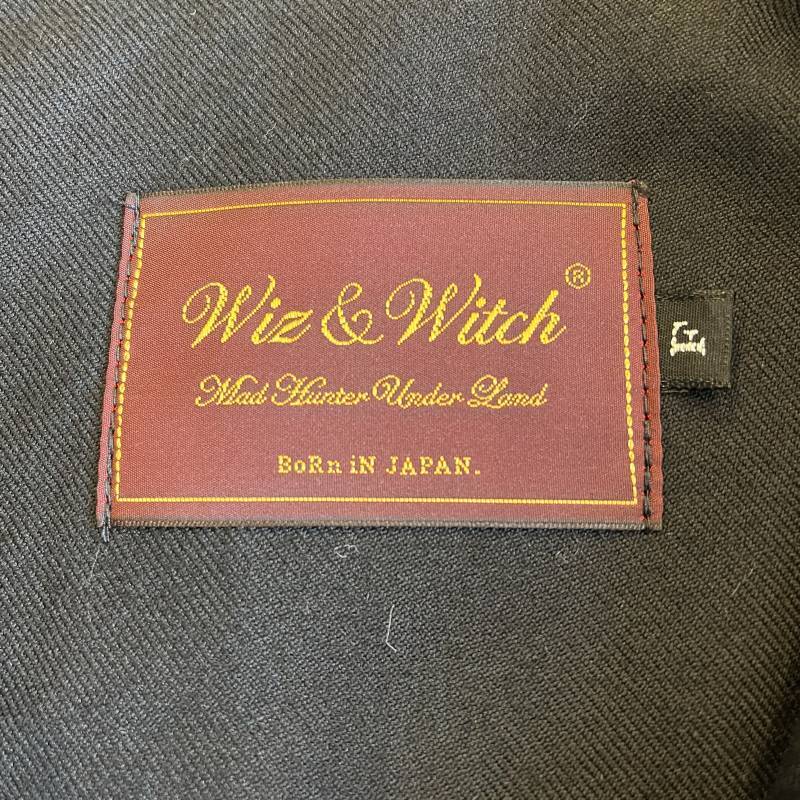 Wiz & Witch®
Mad Hunter Under Land
BoRn iN JAPAN.